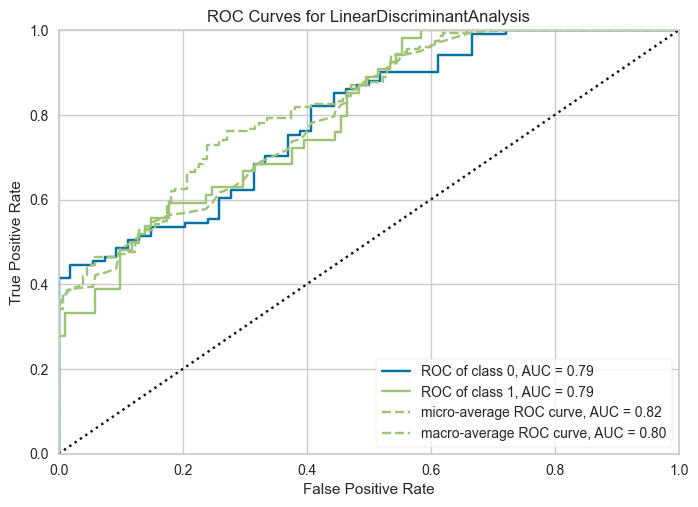 ROC Curves for LinearDiscriminantAnalysis
1.0
0.8
0.6
0.4
0.2
0.0
True Positive Rate
ROC of class 0, AUC = 0.79
ROC of class 1, AUC = 0.79
micro-average ROC curve, AUC = 0.82
macro-average ROC curve, AUC = 0.80
0.0 0.2 0.4 0.6 0.8 1.0
False Positive Rate